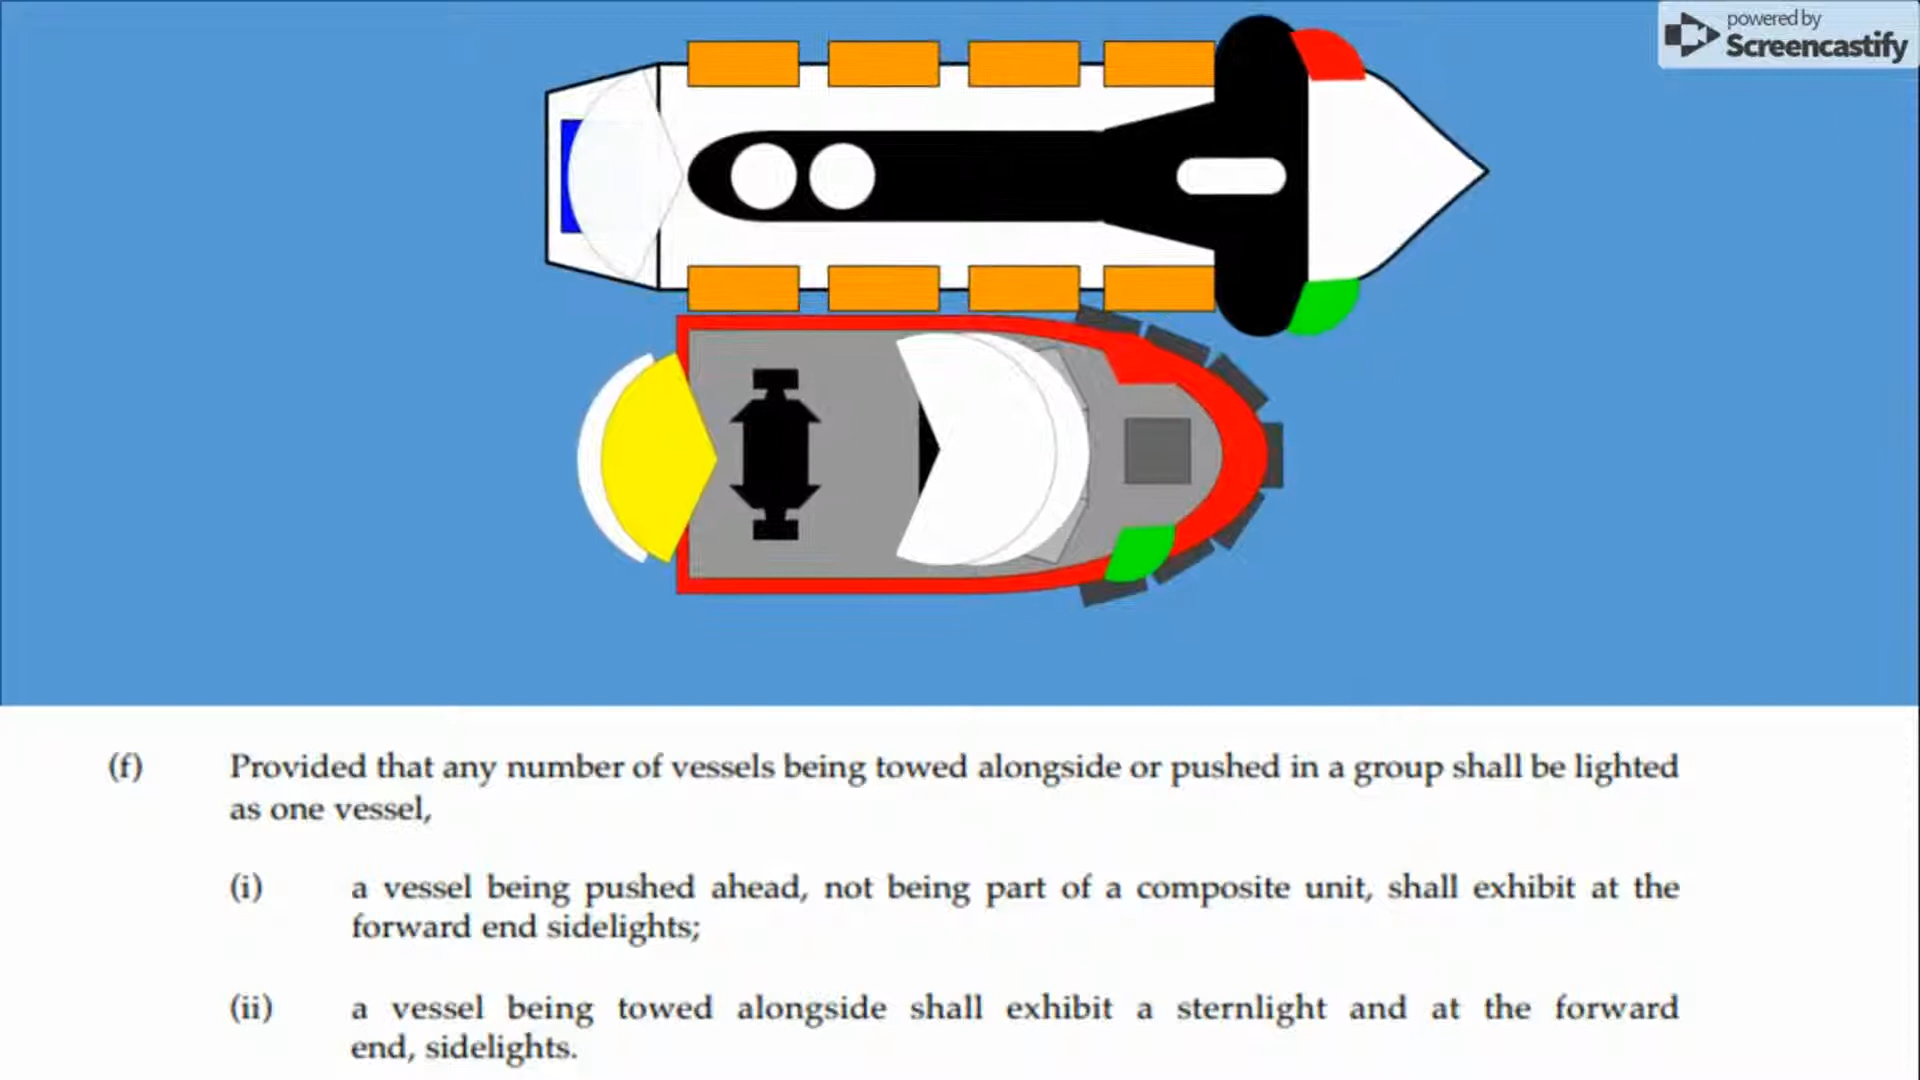 powered by
Screencastify
(f) Provided that any number of vessels being towed alongside or pushed in a group shall be lighted
as one vessel,
(i) a vessel being pushed ahead, not being part of a composite unit, shall exhibit at the
forward end sidelights;
(ii) a vessel being towed alongside shall exhibit a sternlight and at the forward
end, sidelights.